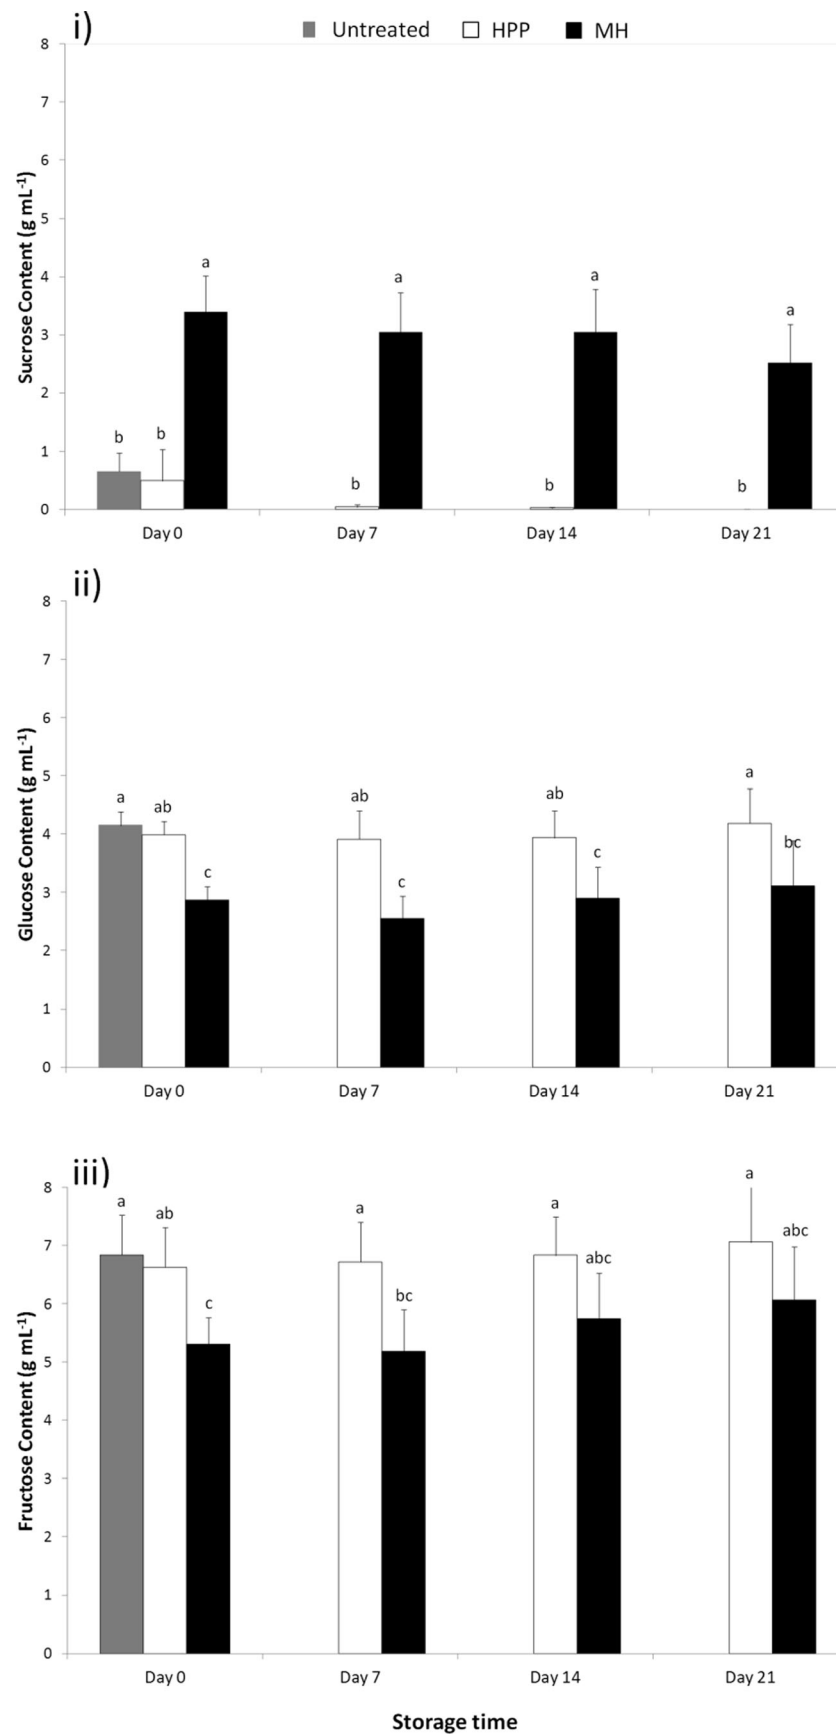 i)
Untreated HPP MH
8
7
6
5
4
3
2
1
0
Sucrose Content (g mL-1)
b b a
b a
b a
b a
Day 0 Day 7 Day 14 Day 21
ii)
8
7
6
5
4
3
2
1
0
Glucose Content (g mL-1)
a ab c
ab c
ab c
a bc
Day 0 Day 7 Day 14 Day 21
iii)
8
7
6
5
4
3
2
1
0
Fructose Content (g mL-1)
a ab c
a bc
a abc
a abc
Day 0 Day 7 Day 14 Day 21
Storage time